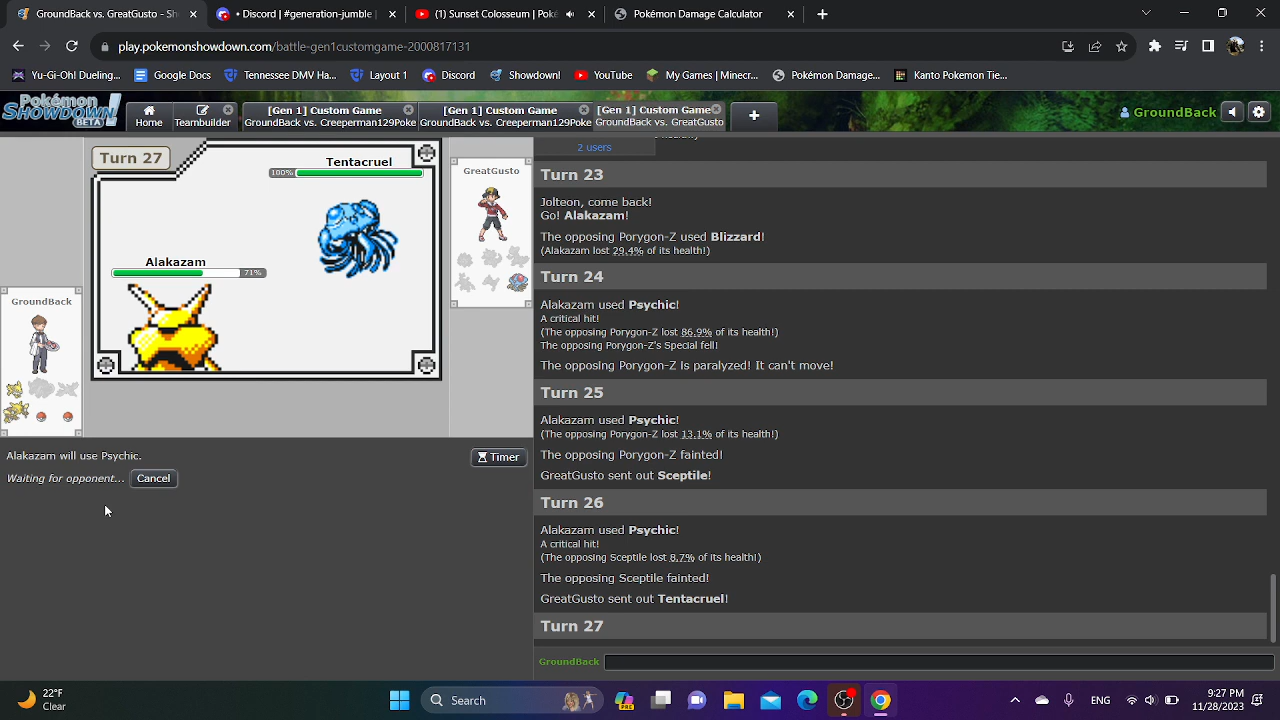 GroundBack vs. GreatGusto - Sh
• Discord | #generation-jumble |
(1) Sunset Colosseum | Poké
Pokémon Damage Calculator
play.pokemonshowdown.com/battle-gen1customgame-2000817131
Yu-Gi-Oh! Dueling...
Google Docs
Tennessee DMV Ha...
Layout 1
Discord
Showdown!
YouTube
My Games | Minec...
Pokémon Damage...
Kanto Pokemon Tie...
Pokémon
SHOWDOWN!
BETA
Home
Teambuilder
[Gen 1] Custom Game
GroundBack vs. Creeperman129Poke
[Gen 1] Custom Game
GroundBack vs. Creeperman129Poke
[Gen 1] Custom Game
GroundBack vs. GreatGusto
GroundBack
Turn 27
Tentacruel
100%
Alakazam
71%
GreatGusto
GroundBack
Alakazam will use Psychic.
Waiting for opponent...
Cancel
Timer
2 users
Turn 23
Jolteon, come back!
Go! Alakazam!
The opposing Porygon-Z used Blizzard!
(Alakazam lost 29.4% of its health!)
Turn 24
Alakazam used Psychic!
A critical hit!
(The opposing Porygon-Z lost 86.9% of its health!)
The opposing Porygon-Z's Special fell!
The opposing Porygon-Z is paralyzed! It can't move!
Turn 25
Alakazam used Psychic!
(The opposing Porygon-Z lost 13.1% of its health!)
The opposing Porygon-Z fainted!
GreatGusto sent out Sceptile!
Turn 26
Alakazam used Psychic!
A critical hit!
(The opposing Sceptile lost 8.7% of its health!)
The opposing Sceptile fainted!
GreatGusto sent out Tentacruel!
Turn 27
GroundBack
22°F
Clear
Search
ENG
9:27 PM
11/28/2023